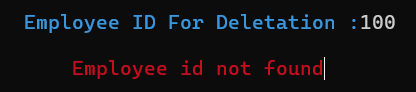 Employee ID For Deletation :100
Employee id not found